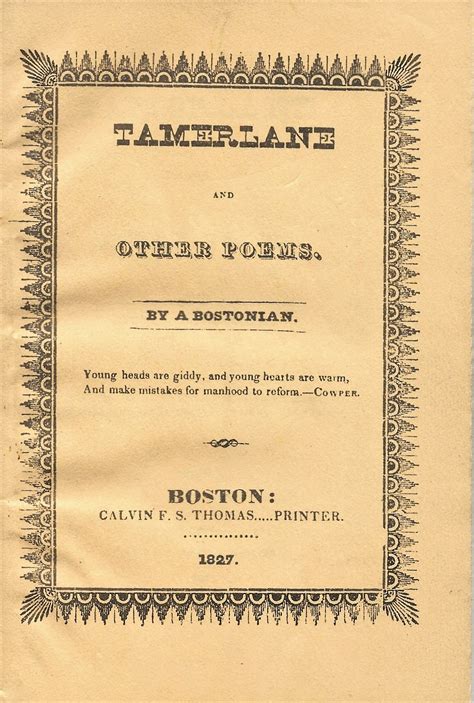 TAMERLANE
AND
OTHER POEMS.
BY A BOSTONIAN.
Young heads are giddy, and young hearts are warm,
And make mistakes for manhood to reform.—COWPER.
BOSTON:
CALVIN F. S. THOMAS.....PRINTER.
1827.